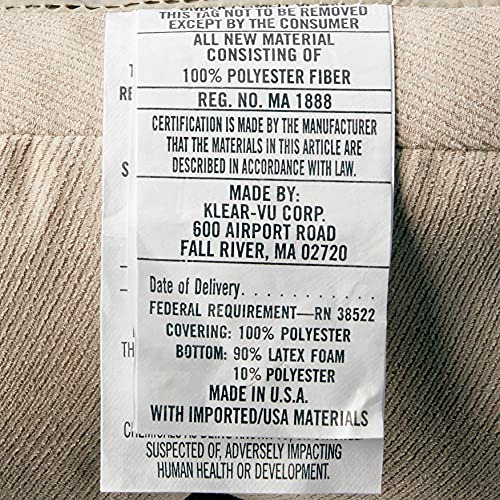 THIS TAG NOT TO BE REMOVED
EXCEPT BY THE CONSUMER
ALL NEW MATERIAL
CONSISTING OF
100% POLYESTER FIBER
REG. NO. MA 1888
CERTIFICATION IS MADE BY THE MANUFACTURER
THAT THE MATERIALS IN THIS ARTICLE ARE
DESCRIBED IN ACCORDANCE WITH LAW.
MADE BY:
KLEAR-VU CORP.
600 AIRPORT ROAD
FALL RIVER, MA 02720
Date of Delivery. . . . . . . . . . .
FEDERAL REQUIREMENT—RN 38522
COVERING: 100% POLYESTER
BOTTOM: 90% LATEX FOAM
10% POLYESTER
MADE IN U.S.A.
WITH IMPORTED/USA MATERIALS
SUSPECTED OF, ADVERSELY IMPACTING
HUMAN HEALTH OR DEVELOPMENT.